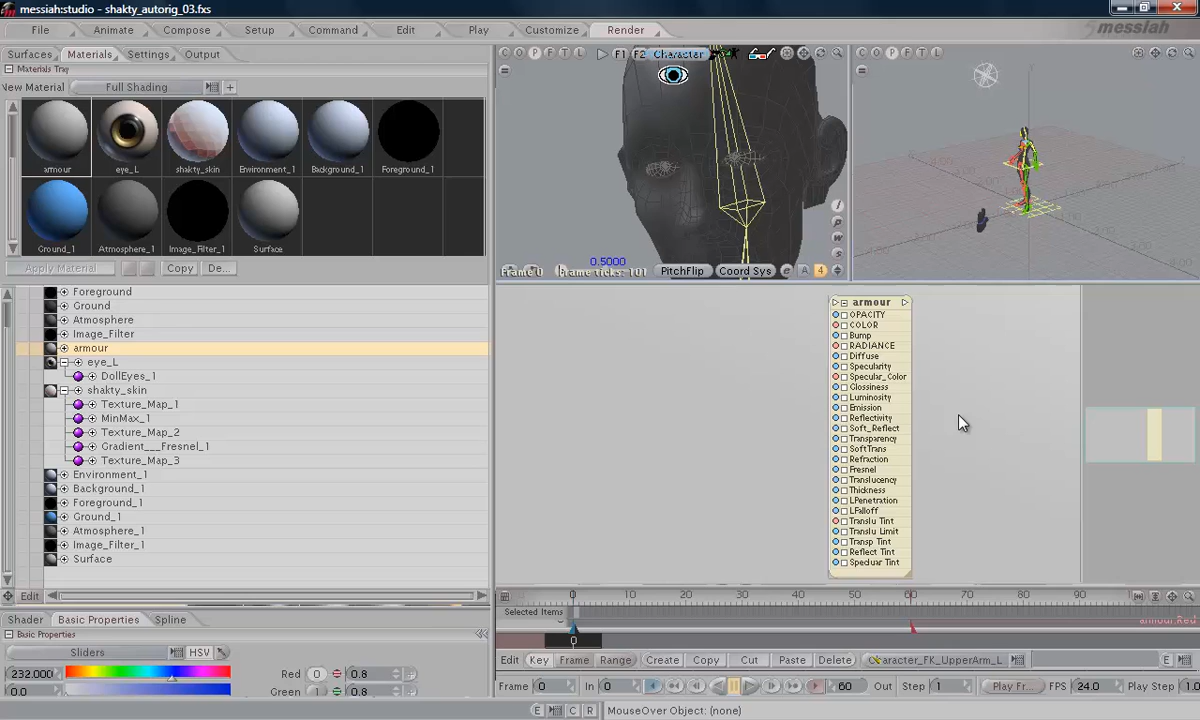 messiah:studio - shakty_autorig_03.fxs
File Animate Compose Setup Command Edit Play Customize Render messiah
Surfaces Materials Settings Output
C O P F T L F1 F2 Character
C O P F T L
Materials Tray
New Material Full Shading +
armour eye_L shakty_skin Environment_1 Background_1 Foreground_1
Ground_1 Atmosphere_1 Image_Filter_1 Surface
Apply Material Copy De...
0.5000
Frame 0 Frame ticks: 101 PitchFlip Coord Sys e A 4
Foreground
Ground
Atmosphere
Image_Filter
armour
eye_L
DollEyes_1
shakty_skin
Texture_Map_1
MinMax_1
Texture_Map_2
Gradient___Fresnel_1
Texture_Map_3
Environment_1
Background_1
Foreground_1
Ground_1
Atmosphere_1
Image_Filter_1
Surface
Edit
armour
OPACITY
COLOR
Bump
RADIANCE
Diffuse
Specularity
Specular_Color
Glossiness
Luminosity
Emission
Reflectivity
Soft_Reflect
Transparency
SoftTrans
Refraction
Fresnel
Translucency
Thickness
LPenetration
LFalloff
Translu Tint
Translu Limit
Transp Tint
Reflect Tint
Specluar Tint
0 10 20 30 40 50 60 70 80 90
Selected Items
armour.Red
0
Shader Basic Properties Spline
Basic Properties
Sliders HSV
232.000 Red 0.8
0.0 Green 0.8
Edit Key Frame Range Create Copy Cut Paste Delete Character_FK_UpperArm_L E
Frame 0 In 0 60 Out Step 1 Play Fr... FPS 24.0 Play Step 1.0
E C R MouseOver Object: (none)